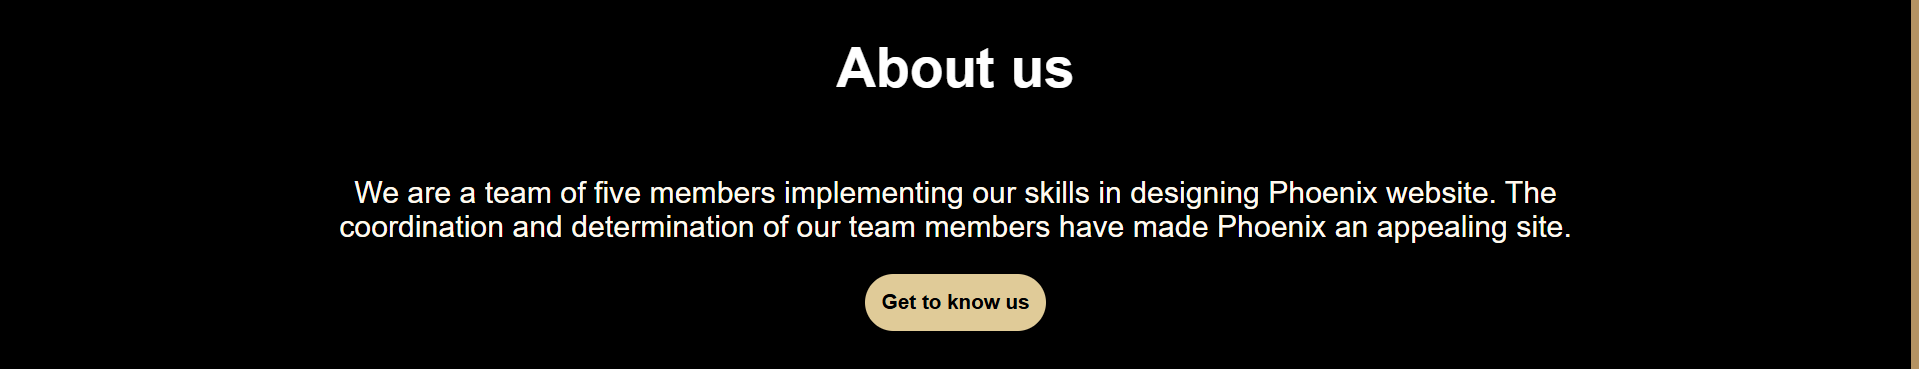 About us
We are a team of five members implementing our skills in designing Phoenix website. The
coordination and determination of our team members have made Phoenix an appealing site.
Get to know us